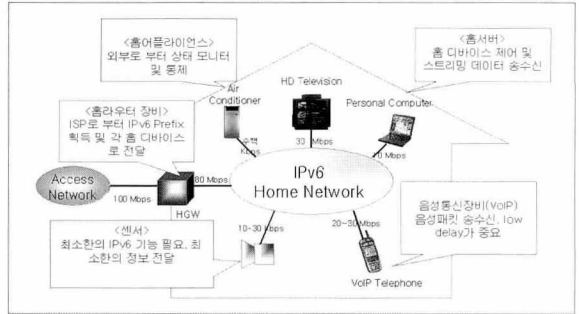 <홈어플라이언스>
외부로 부터 상태 모니터
및 통제
<홈서버>
홈 디바이스 제어 및
스트리밍 데이터 송수신
Air
Conditioner
HD Television
Personal Computer
<홈라우터 장비>
ISP로 부터 IPv6 Prefix
획득 및 각 홈 디바이스
로 전달
수백
Kbps
30 Mbps
10 Mbps
IPv6
Home Network
Access
Network
80 Mbps
100 Mbps
HGW
<센서>
최소한의 IPv6 기능 필요, 최
소한의 정보 전달
10-30 Kbps
20~30 Kbps
음성통신장비(VoIP)
음성패킷 송수신, low
delay가 중요
VoIP Telephone